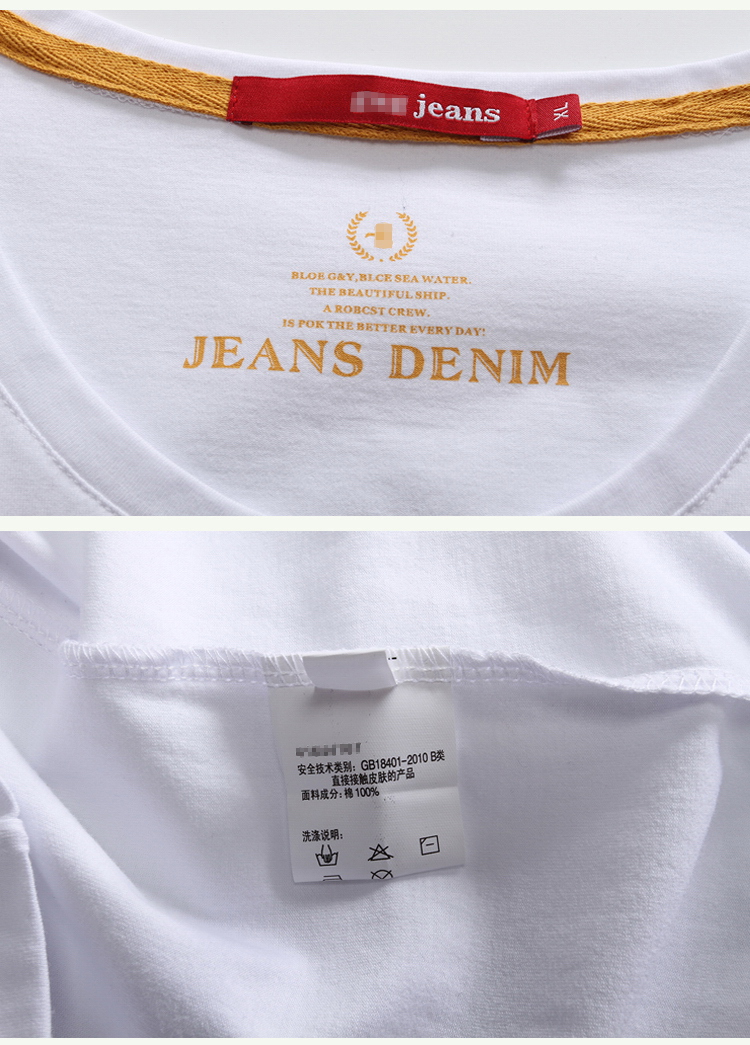 jeans
XL
BLOE G&Y,BLCE SEA WATER.
THE BEAUTIFUL SHIP.
A ROBCST CREW.
IS POK THE BETTER EVERY DAY!
JEANS DENIM
安全技术类别: GB18401-2010 B类
直接接触皮肤的产品
面料成分: 棉100%
洗涤说明: